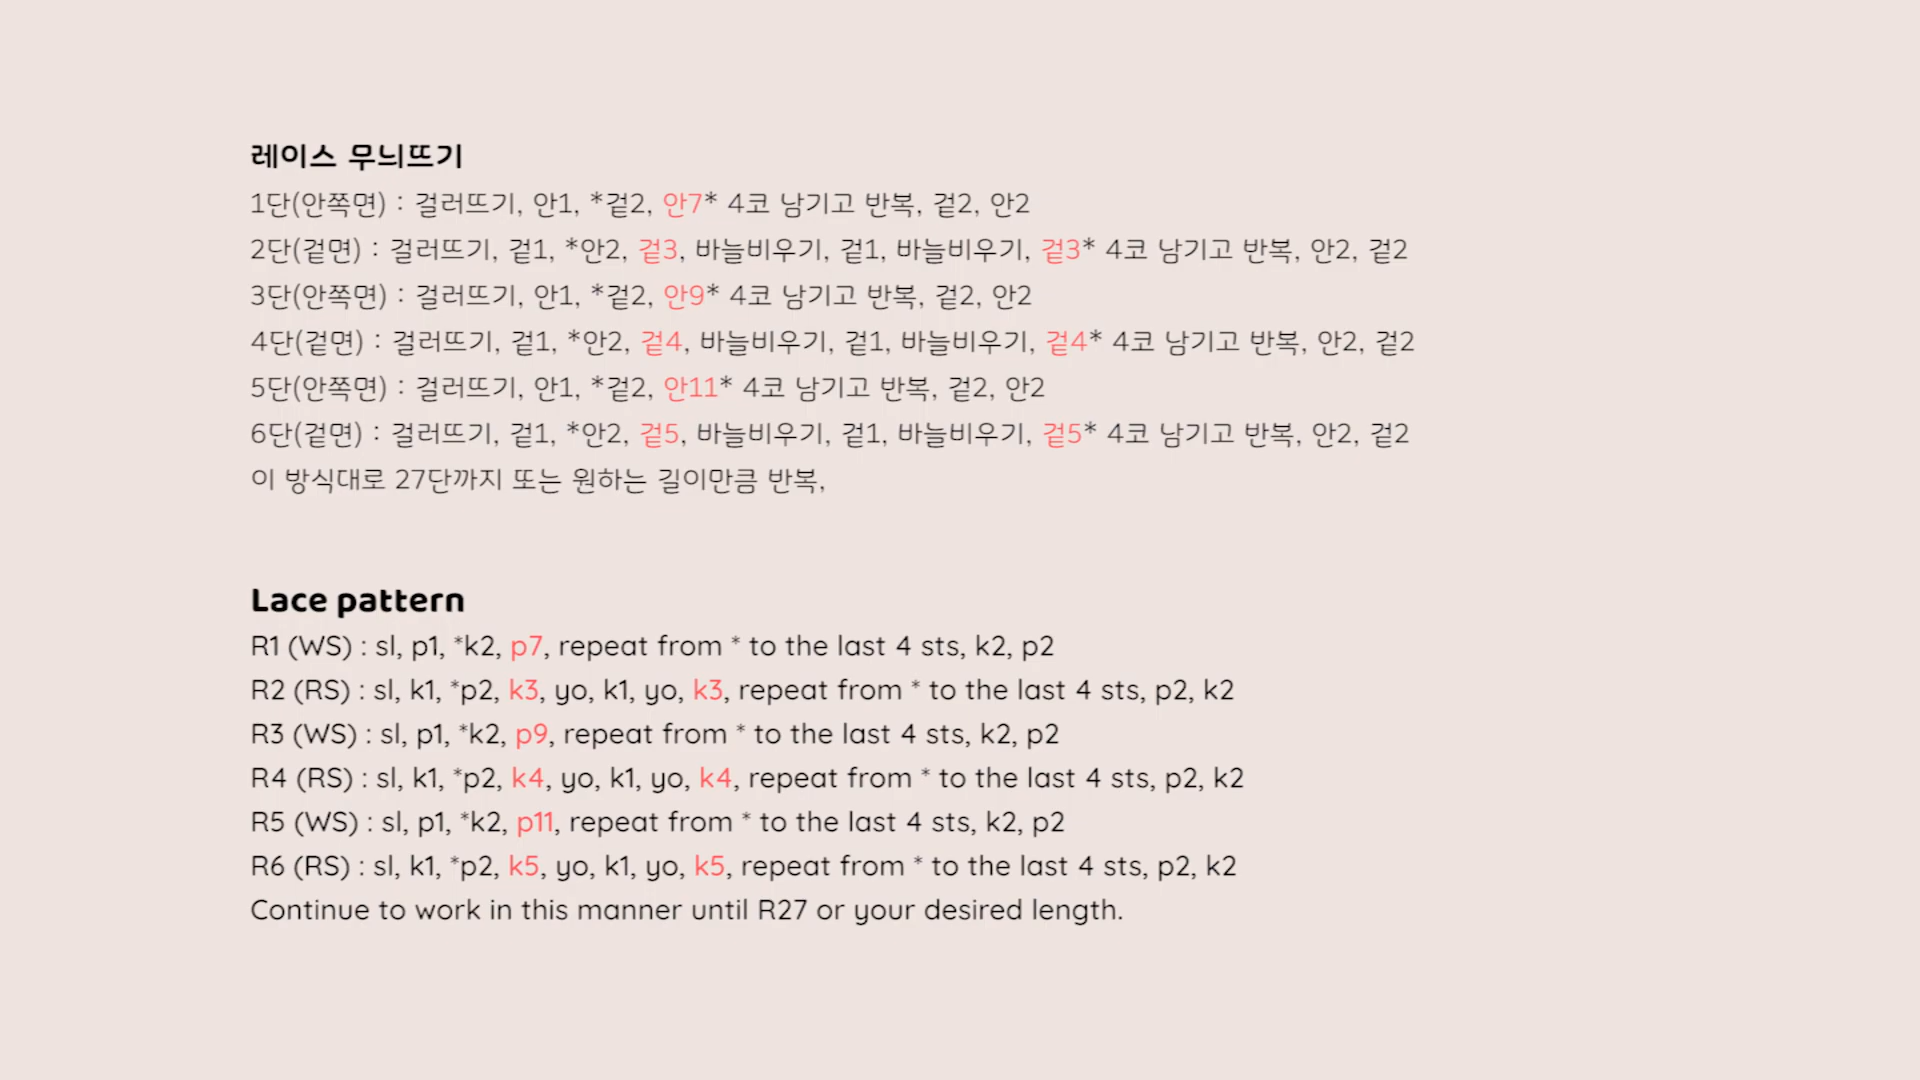 레이스 무늬뜨기
1단(안쪽면) : 걸러뜨기, 안1, *겉2, 안7* 4코 남기고 반복, 겉2, 안2
2단(겉면) : 걸러뜨기, 겉1, *안2, 겉3, 바늘비우기, 겉1, 바늘비우기, 겉3* 4코 남기고 반복, 안2, 겉2
3단(안쪽면) : 걸러뜨기, 안1, *겉2, 안9* 4코 남기고 반복, 겉2, 안2
4단(겉면) : 걸러뜨기, 겉1, *안2, 겉4, 바늘비우기, 겉1, 바늘비우기, 겉4* 4코 남기고 반복, 안2, 겉2
5단(안쪽면) : 걸러뜨기, 안1, *겉2, 안11* 4코 남기고 반복, 겉2, 안2
6단(겉면) : 걸러뜨기, 겉1, *안2, 겉5, 바늘비우기, 겉1, 바늘비우기, 겉5* 4코 남기고 반복, 안2, 겉2
이 방식대로 27단까지 또는 원하는 길이만큼 반복,
Lace pattern
R1 (WS) : sl, p1, *k2, p7, repeat from * to the last 4 sts, k2, p2
R2 (RS) : sl, k1, *p2, k3, yo, k1, yo, k3, repeat from * to the last 4 sts, p2, k2
R3 (WS) : sl, p1, *k2, p9, repeat from * to the last 4 sts, k2, p2
R4 (RS) : sl, k1, *p2, k4, yo, k1, yo, k4, repeat from * to the last 4 sts, p2, k2
R5 (WS) : sl, p1, *k2, p11, repeat from * to the last 4 sts, k2, p2
R6 (RS) : sl, k1, *p2, k5, yo, k1, yo, k5, repeat from * to the last 4 sts, p2, k2
Continue to work in this manner until R27 or your desired length.